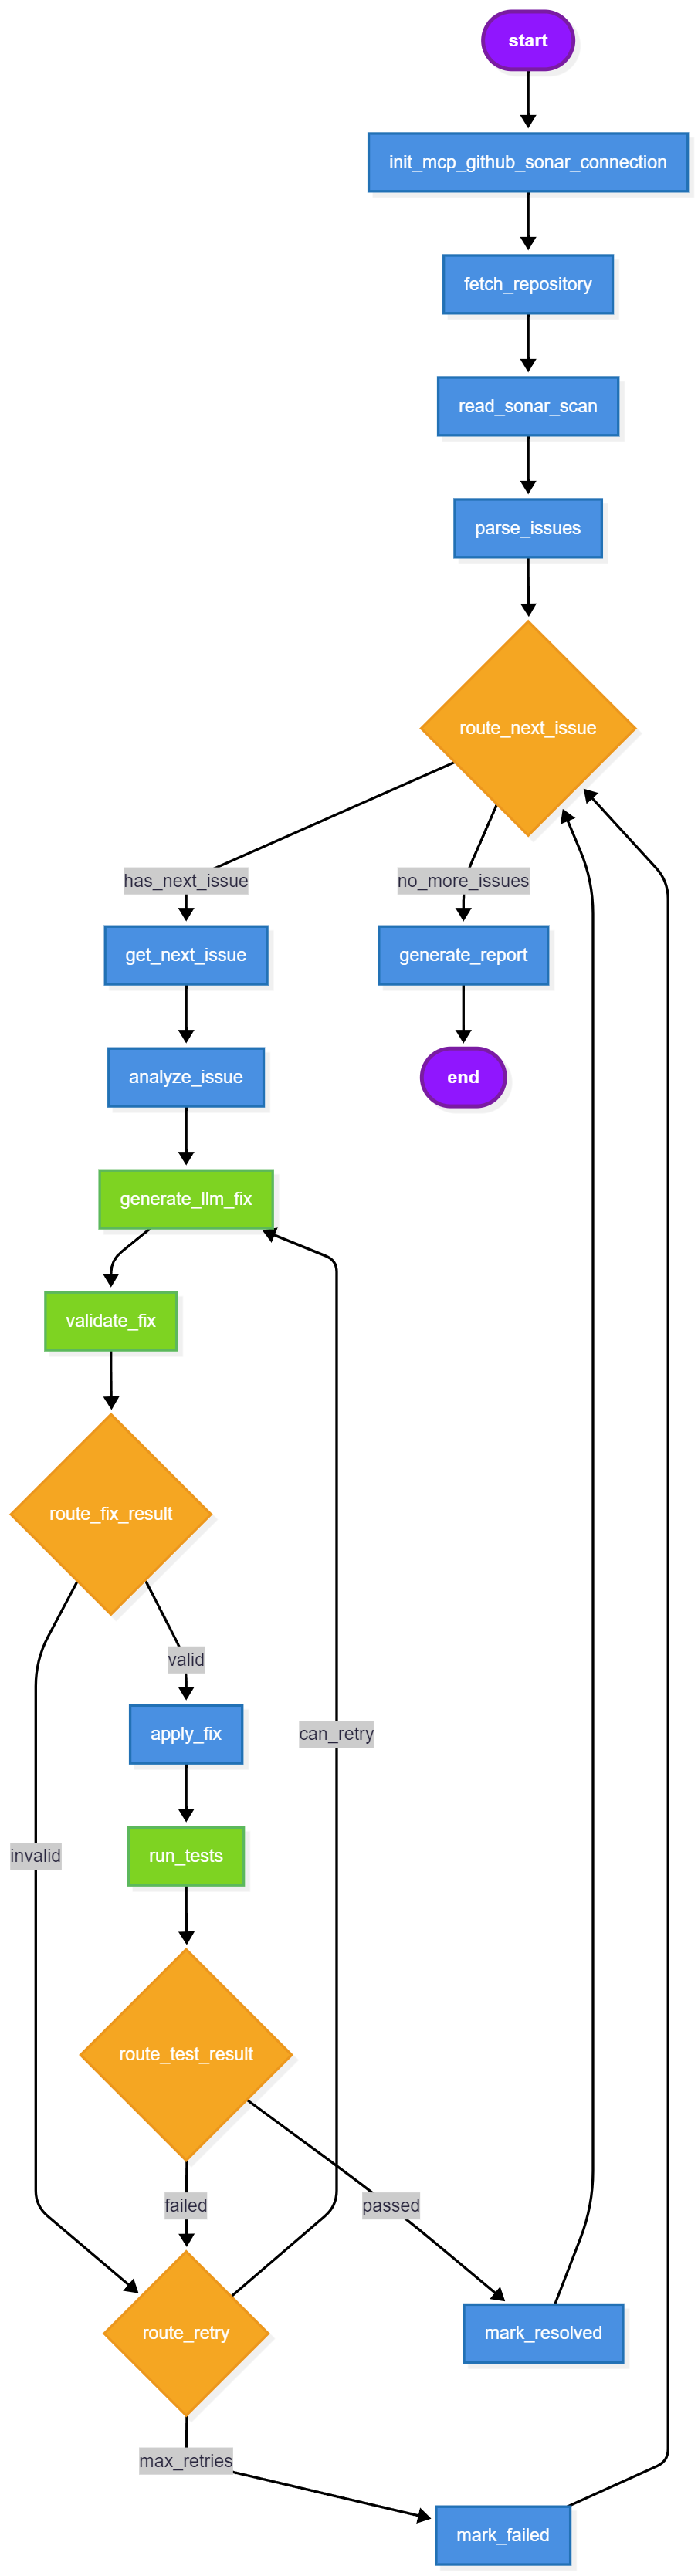 start
init_mcp_github_sonar_connection
fetch_repository
read_sonar_scan
parse_issues
route_next_issue
has_next_issue
no_more_issues
get_next_issue
generate_report
analyze_issue
end
generate_llm_fix
validate_fix
route_fix_result
valid
apply_fix
can_retry
invalid
run_tests
route_test_result
failed
passed
route_retry
mark_resolved
max_retries
mark_failed